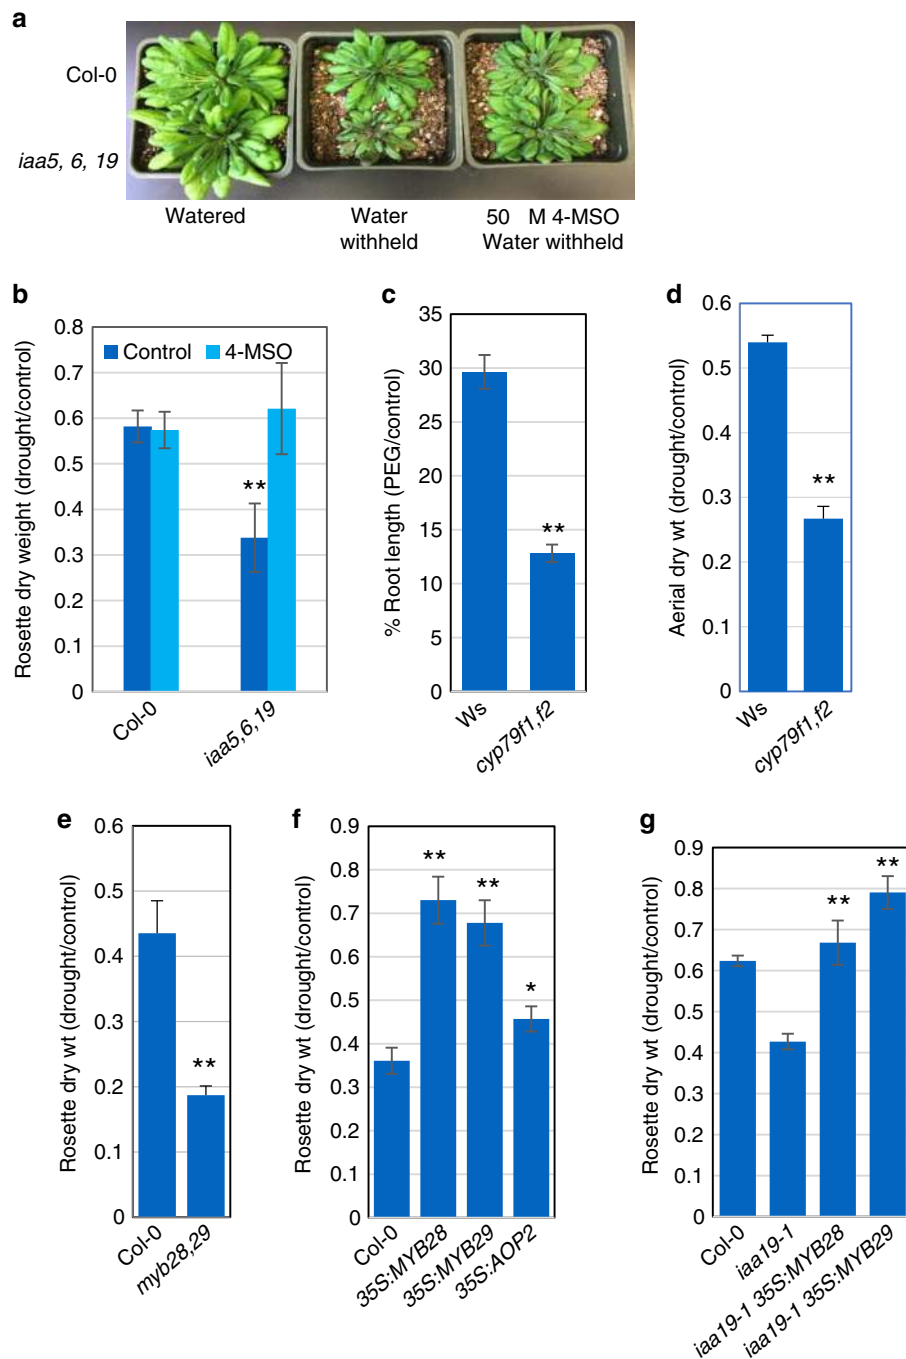 a
Col-0
iaa5, 6, 19
Watered
Water
withheld
50 M 4-MSO
Water withheld
b
Rosette dry weight (drought/control)
0.8
0.7
0.6
0.5
0.4
0.3
0.2
0.1
0
Control
4-MSO
**
Col-0
iaa5,6,19
c
% Root length (PEG/control)
35
30
25
20
15
10
5
0
**
Ws
cyp79f1,f2
d
Aerial dry wt (drought/control)
0.6
0.5
0.4
0.3
0.2
0.1
0
**
Ws
cyp79f1,f2
e
Rosette dry wt (drought/control)
0.6
0.5
0.4
0.3
0.2
0.1
0
**
Col-0
myb28,29
f
Rosette dry wt (drought/control)
0.9
0.8
0.7
0.6
0.5
0.4
0.3
0.2
0.1
0
**
**
*
Col-0
35S:MYB28
35S:MYB29
35S:AOP2
g
Rosette dry wt (drought/control)
0.9
0.8
0.7
0.6
0.5
0.4
0.3
0.2
0.1
0
**
**
Col-0
iaa19-1
iaa19-1 35S:MYB28
iaa19-1 35S:MYB29